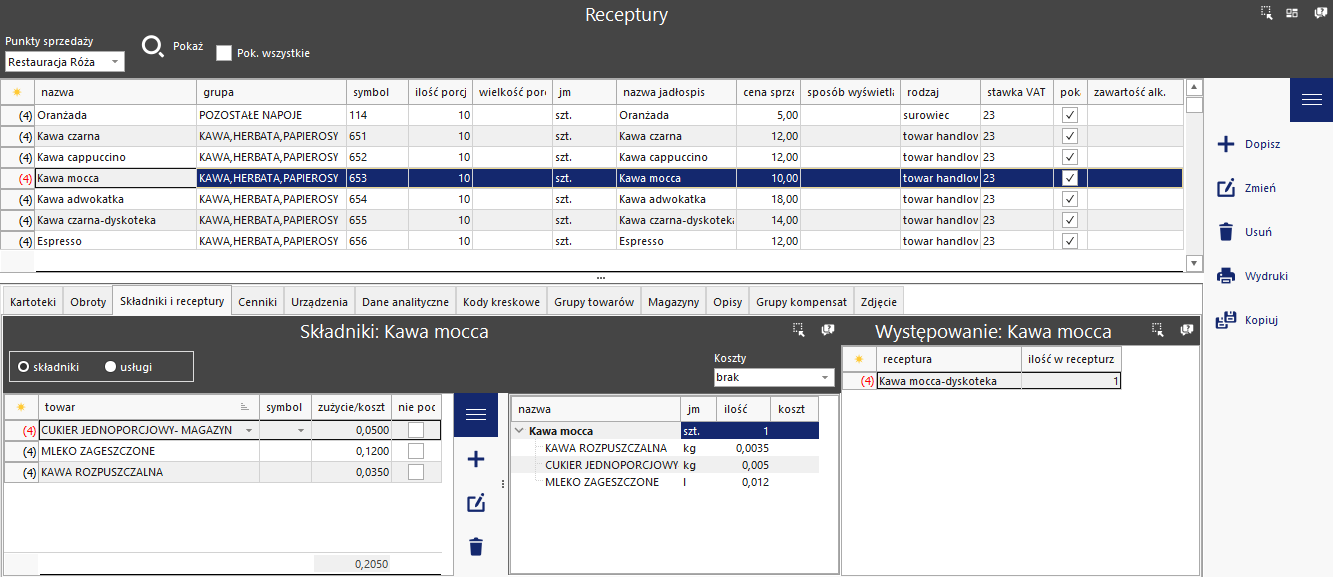 Receptury
Punkty sprzedaży
Restauracja Róża
Pokaż
Pok. wszystkie
nazwa grupa symbol ilość porcj wielkość porc jm nazwa jadłospis cena sprze sposób wyświetla rodzaj stawka VAT poka zawartość alk.
(4) Oranżada POZOSTAŁE NAPOJE 114 10 szt. Oranżada 5,00 surowiec 23
(4) Kawa czarna KAWA,HERBATA,PAPIEROSY 651 10 szt. Kawa czarna 12,00 towar handlov 23
(4) Kawa cappuccino KAWA,HERBATA,PAPIEROSY 652 10 szt. Kawa cappuccino 12,00 towar handlov 23
(4) Kawa mocca KAWA,HERBATA,PAPIEROSY 653 10 szt. Kawa mocca 10,00 towar handlov 23
(4) Kawa adwokatka KAWA,HERBATA,PAPIEROSY 654 10 szt. Kawa adwokatka 18,00 towar handlov 23
(4) Kawa czarna-dyskoteka KAWA,HERBATA,PAPIEROSY 655 10 szt. Kawa czarna-dyskoteka 14,00 towar handlov 23
(4) Espresso KAWA,HERBATA,PAPIEROSY 656 10 szt. Espresso 12,00 towar handlov 23
Dopisz
Zmień
Usuń
Wydruki
Kopiuj
Kartoteki Obroty Składniki i receptury Cenniki Urządzenia Dane analityczne Kody kreskowe Grupy towarów Magazyny Opisy Grupy kompensat Zdjęcie
Składniki: Kawa mocca
składniki usługi
Koszty
brak
towar symbol zużycie/koszt nie poc
(4) CUKIER JEDNOPORCJOWY- MAGAZYN 0,0500
(4) MLEKO ZAGESZCZONE 0,1200
(4) KAWA ROZPUSZCZALNA 0,0350
0,2050
nazwa jm ilość koszt
Kawa mocca szt. 1
KAWA ROZPUSZCZALNA kg 0,0035
CUKIER JEDNOPORCJOWY kg 0,005
MLEKO ZAGESZCZONE l 0,012
Występowanie: Kawa mocca
receptura ilość w recepturz
(4) Kawa mocca-dyskoteka 1